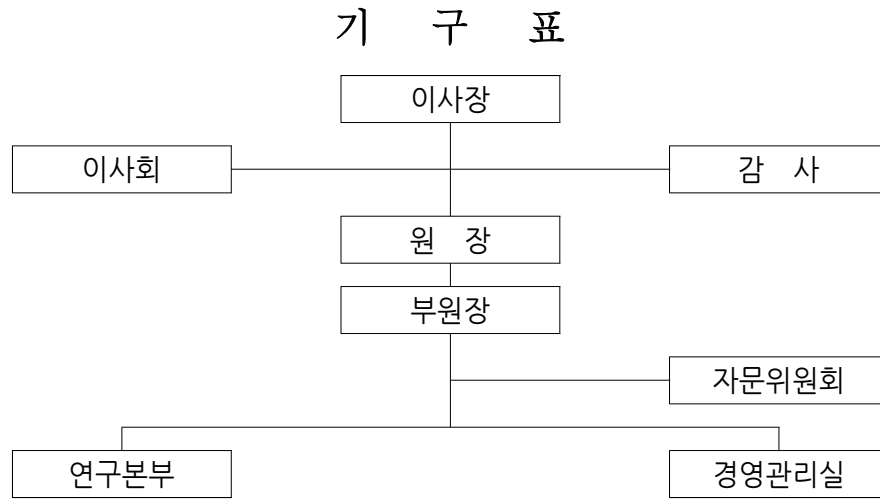 기 구 표
이사장
이사회
감 사
원 장
부원장
자문위원회
연구본부
경영관리실